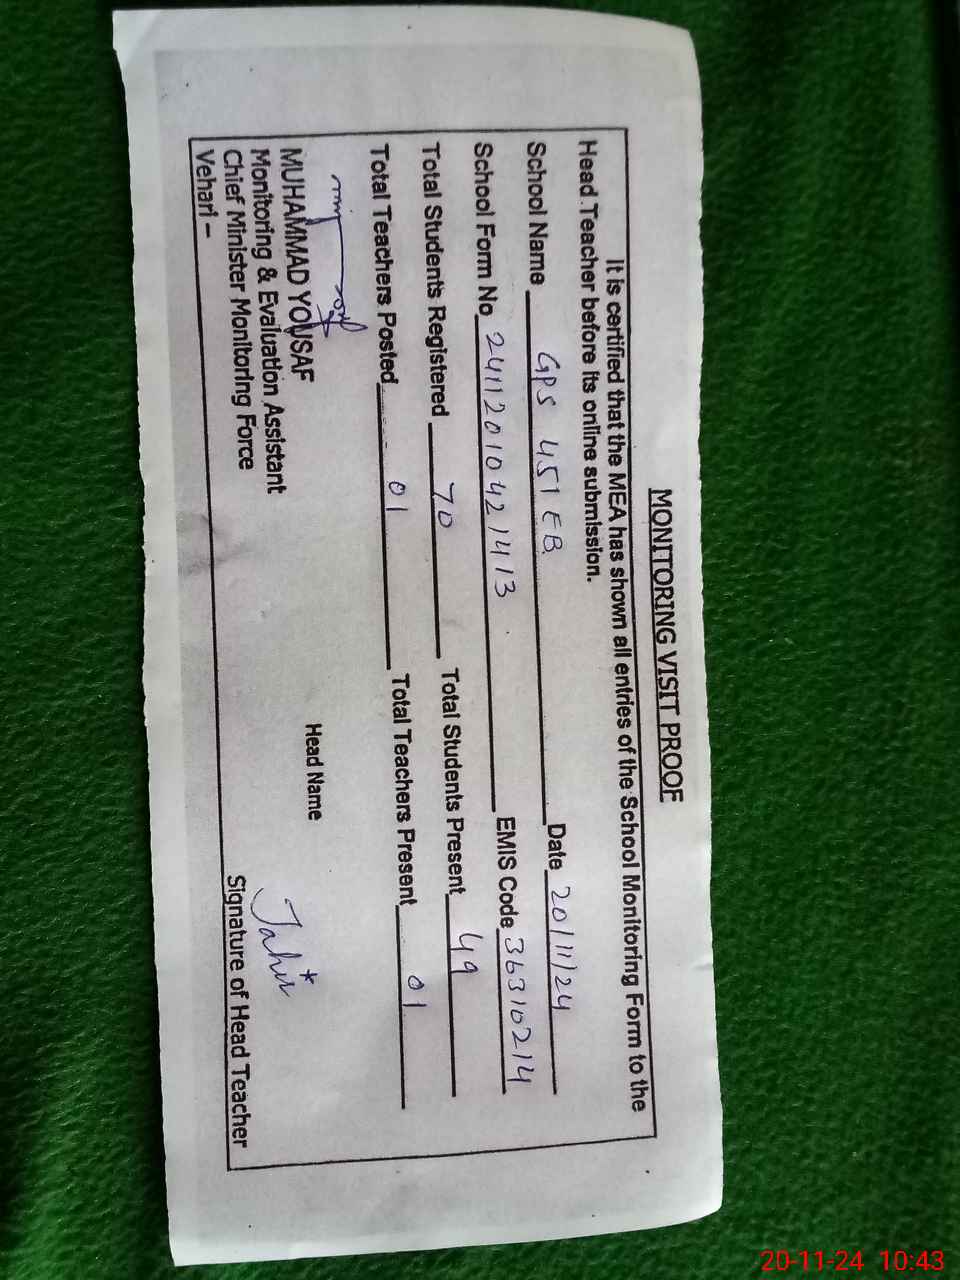 MONITORING VISIT PROOF
It is certified that the MEA has shown all entries of the School Monitoring Form to the
Head Teacher before its online submission.
School Name GPS 451 EB Date 20/11/24
School Form No 2411201042 1413 EMIS Code 36310214
Total Students Registered 70 Total Students Present 49
Total Teachers Posted 01 Total Teachers Present 01
MUHAMMAD YOUSAF Head Name
Monitoring & Evaluation Assistant Tahir
Chief Minister Monitoring Force Signature of Head Teacher
Vehari –
20-11-24 10:43